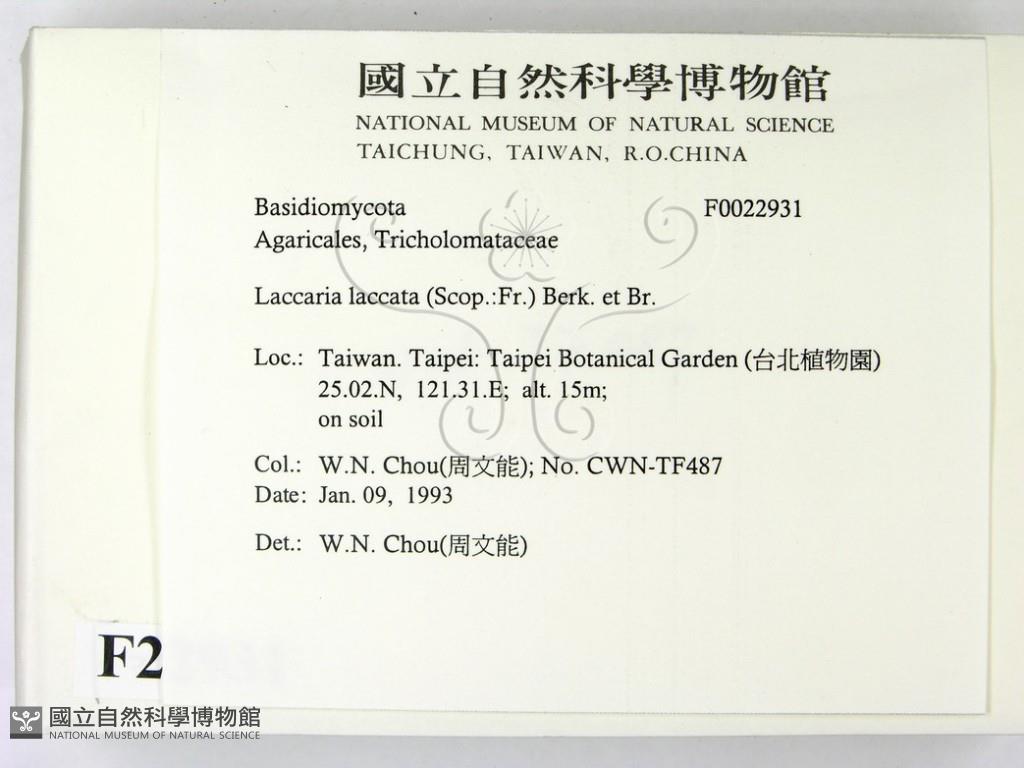 國立自然科學博物館
NATIONAL MUSEUM OF NATURAL SCIENCE
TAICHUNG, TAIWAN, R.O.CHINA
Basidiomycota F0022931
Agaricales, Tricholomataceae
Laccaria laccata (Scop.:Fr.) Berk. et Br.
Loc.: Taiwan. Taipei: Taipei Botanical Garden (台北植物園)
25.02.N, 121.31.E; alt. 15m;
on soil
Col.: W.N. Chou(周文能); No. CWN-TF487
Date: Jan. 09, 1993
Det.: W.N. Chou(周文能)
F2
國立自然科學博物館
NATIONAL MUSEUM OF NATURAL SCIENCE